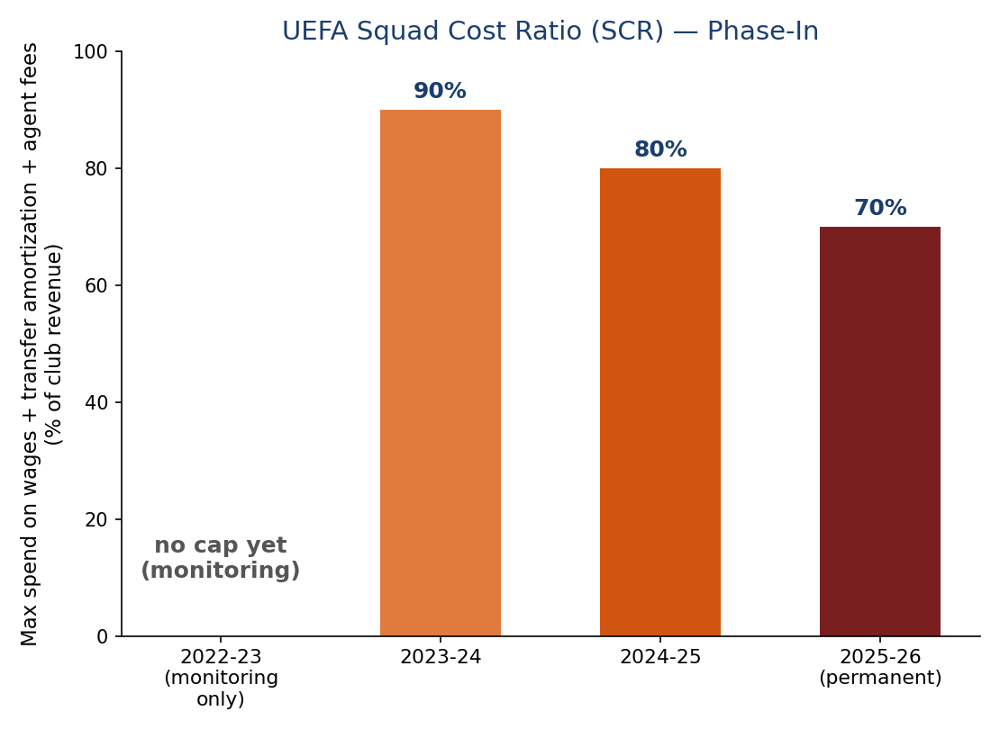 UEFA Squad Cost Ratio (SCR) — Phase-In
Max spend on wages + transfer amortization + agent fees
(% of club revenue)
100
80
60
40
20
0
no cap yet
(monitoring)
90%
80%
70%
2022-23
(monitoring
only)
2023-24
2024-25
2025-26
(permanent)